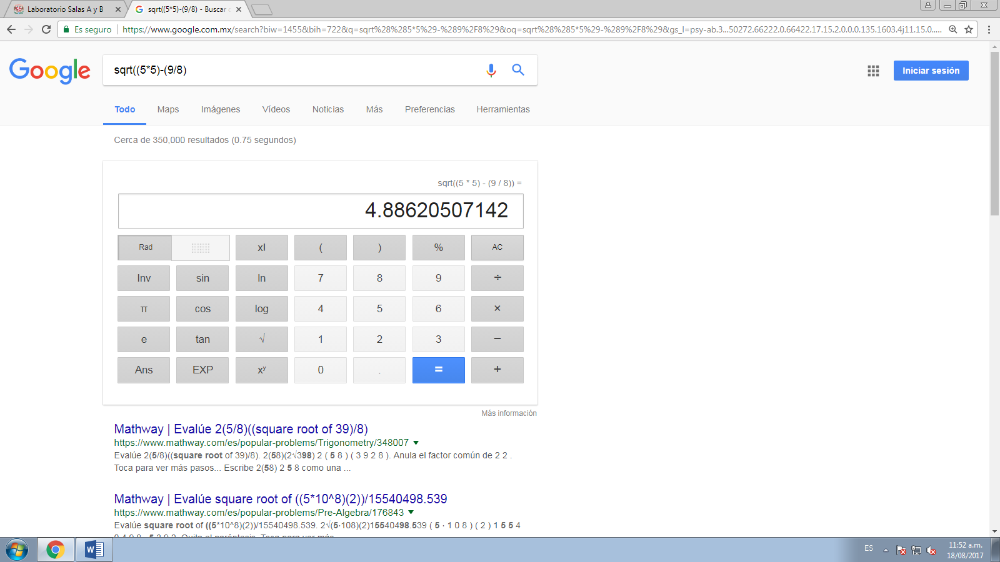 Laboratorio Salas A y B
sqrt((5*5)-(9/8) - Buscar
Es seguro
https://www.google.com.mx/search?biw=1455&bih=722&q=sqrt%28%285*5%29-%289%2F8%29&oq=sqrt%28%285*5%29-%289%2F8%29&gs_l=psy-ab.3...50272.66222.0.66422.17.15.2.0.0.0.135.1603.4j11.15.0.....
Google
sqrt((5*5)-(9/8)
Iniciar sesión
Todo Maps Imágenes Vídeos Noticias Más Preferencias Herramientas
Cerca de 350,000 resultados (0.75 segundos)
sqrt((5 * 5) - (9 / 8)) =
4.88620507142
Rad x! ( ) % AC
Inv sin ln 7 8 9 ÷
π cos log 4 5 6 ×
e tan √ 1 2 3 −
Ans EXP xʸ 0 . = +
Más información
Mathway | Evalúe 2(5/8)((square root of 39)/8)
https://www.mathway.com/es/popular-problems/Trigonometry/348007
Evalúe 2(5/8)((square root of 39)/8). 2(58)(2√398) 2 ( 5 8 ) ( 3 9 2 8 ). Anula el factor común de 2 2 .
Toca para ver más pasos... Escribe 2(58) 2 5 8 como una ...
Mathway | Evalúe square root of ((5*10^8)(2))/15540498.539
https://www.mathway.com/es/popular-problems/Pre-Algebra/176843
Evalúe square root of ((5*10^8)(2))/15540498.539. 2√(5·108)(2)15540498.539 ( 5 · 1 0 8 ) ( 2 ) 1 5 5 4
ES
11:52 a.m.
18/08/2017